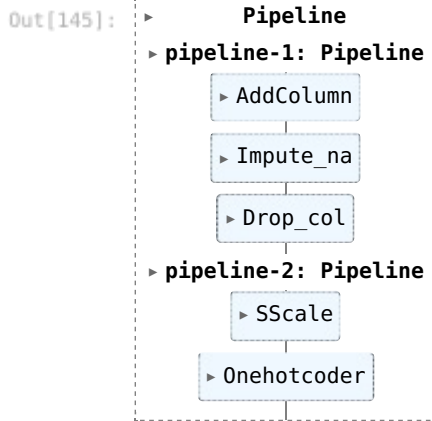 Out[145]:
▸ Pipeline
▸ pipeline-1: Pipeline
▸ AddColumn
▸ Impute_na
▸ Drop_col
▸ pipeline-2: Pipeline
▸ SScale
▸ Onehotcoder